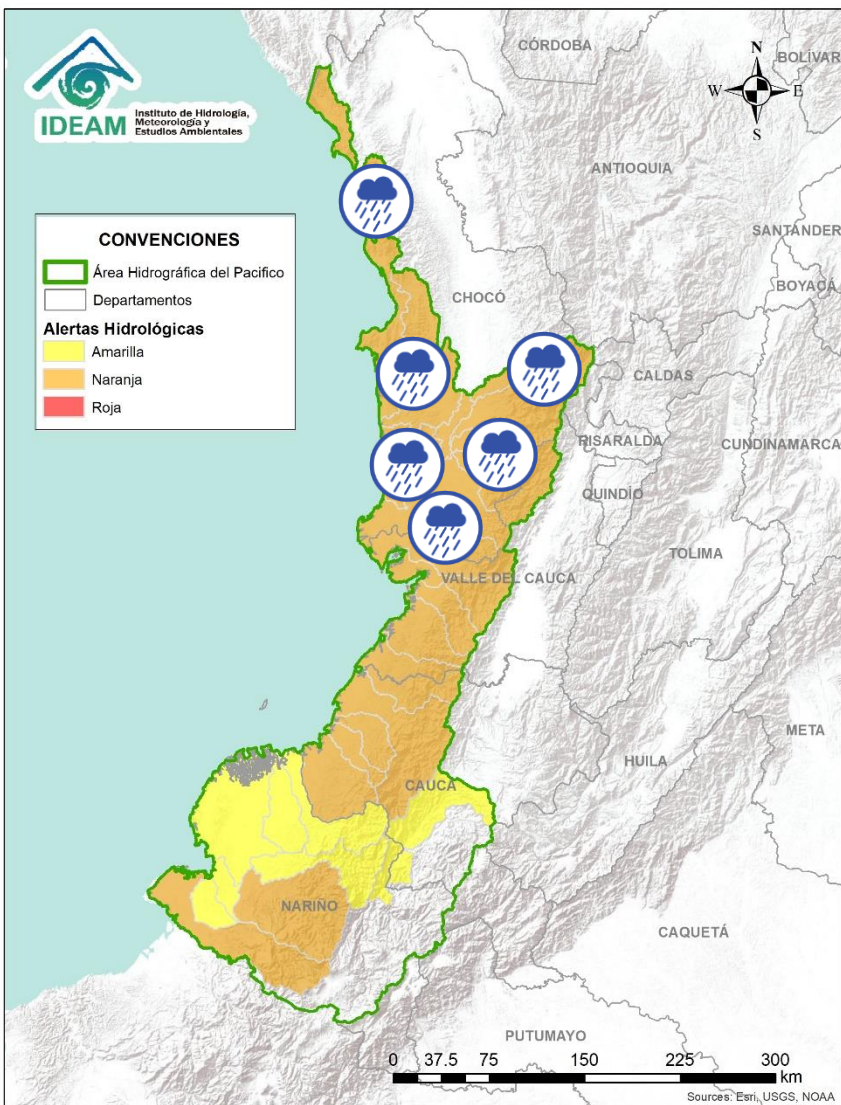 IDEAM
Instituto de Hidrología,
Meteorología y
Estudios Ambientales
N
W
E
S
CÓRDOBA
BOLÍVAR
ANTIOQUIA
SANTÁNDER
BOYACÁ
CHOCÓ
CALDAS
RISARALDA
CUNDINAMARCA
QUINDÍO
TOLIMA
VALLE DEL CAUCA
META
HUILA
CAUCA
NARIÑO
CAQUETÁ
PUTUMAYO
CONVENCIONES
Área Hidrográfica del Pacifico
Departamentos
Alertas Hidrológicas
Amarilla
Naranja
Roja
0 37.5 75 150 225 300
km
Sources: Esri, USGS, NOAA